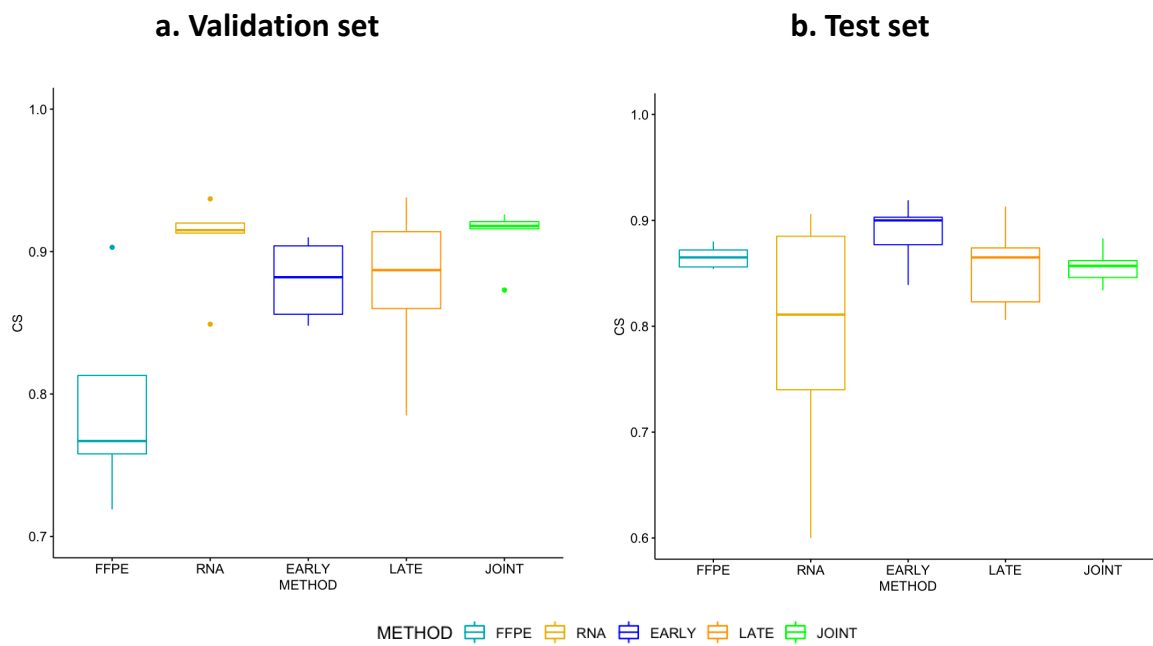 a. Validation set
b. Test set
1.0
0.9
0.8
0.7
CS
FFPE RNA EARLY LATE JOINT
METHOD
1.0
0.9
0.8
0.7
0.6
CS
FFPE RNA EARLY LATE JOINT
METHOD
METHOD FFPE RNA EARLY LATE JOINT